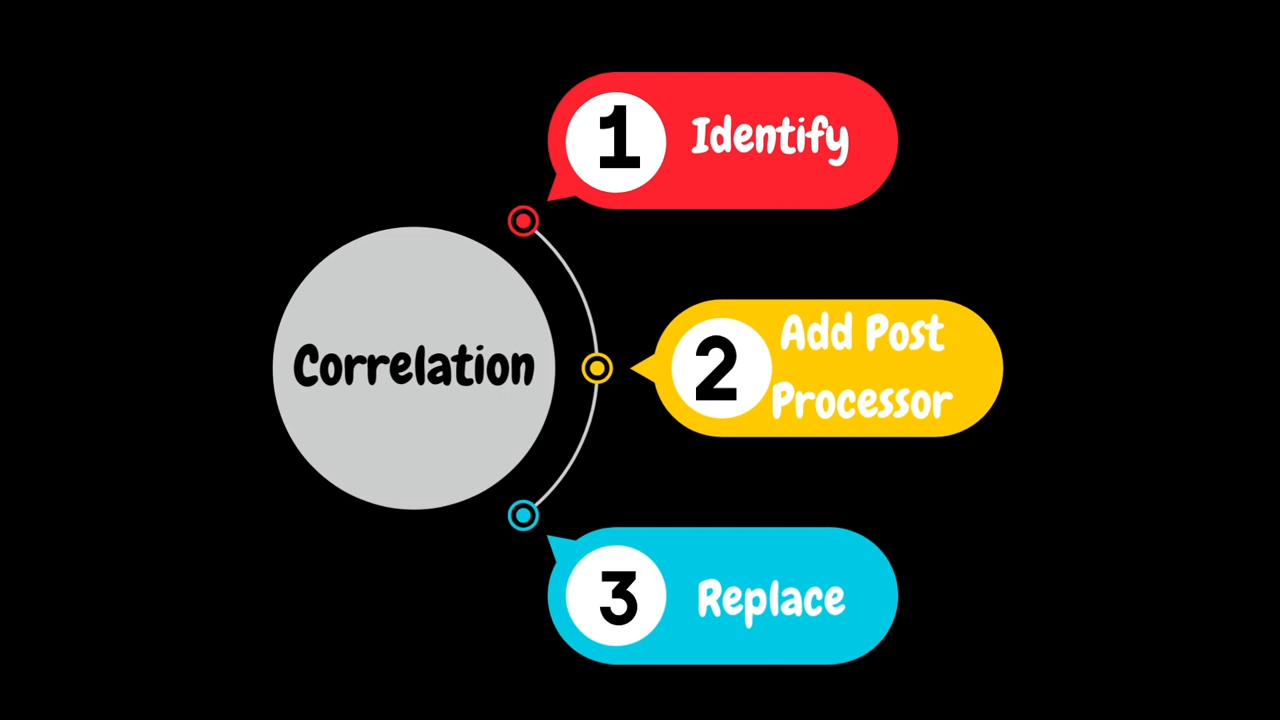 1 Identify
Correlation
2 Add Post
Processor
3 Replace